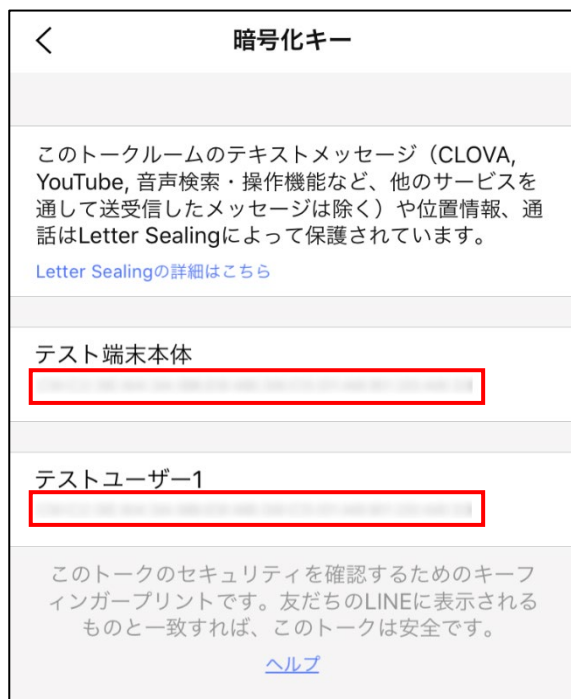 暗号化キー
このトークルームのテキストメッセージ（CLOVA,
YouTube, 音声検索・操作機能など、他のサービスを
通して送受信したメッセージは除く）や位置情報、通
話はLetter Sealingによって保護されています。
Letter Sealingの詳細はこちら
テスト端末本体
テストユーザー1
このトークのセキュリティを確認するためのキーフ
ィンガープリントです。友だちのLINEに表示される
ものと一致すれば、このトークは安全です。
ヘルプ